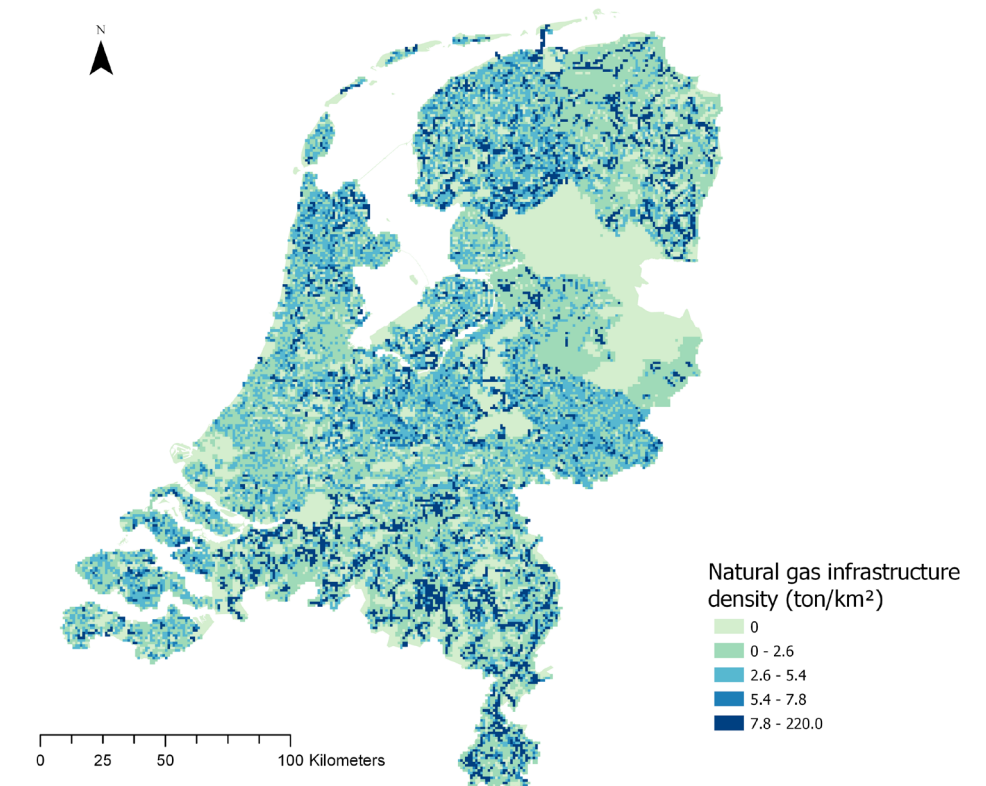 N
Natural gas infrastructure
density (ton/km²)
0
0 - 2.6
2.6 - 5.4
5.4 - 7.8
7.8 - 220.0
0 25 50 100 Kilometers